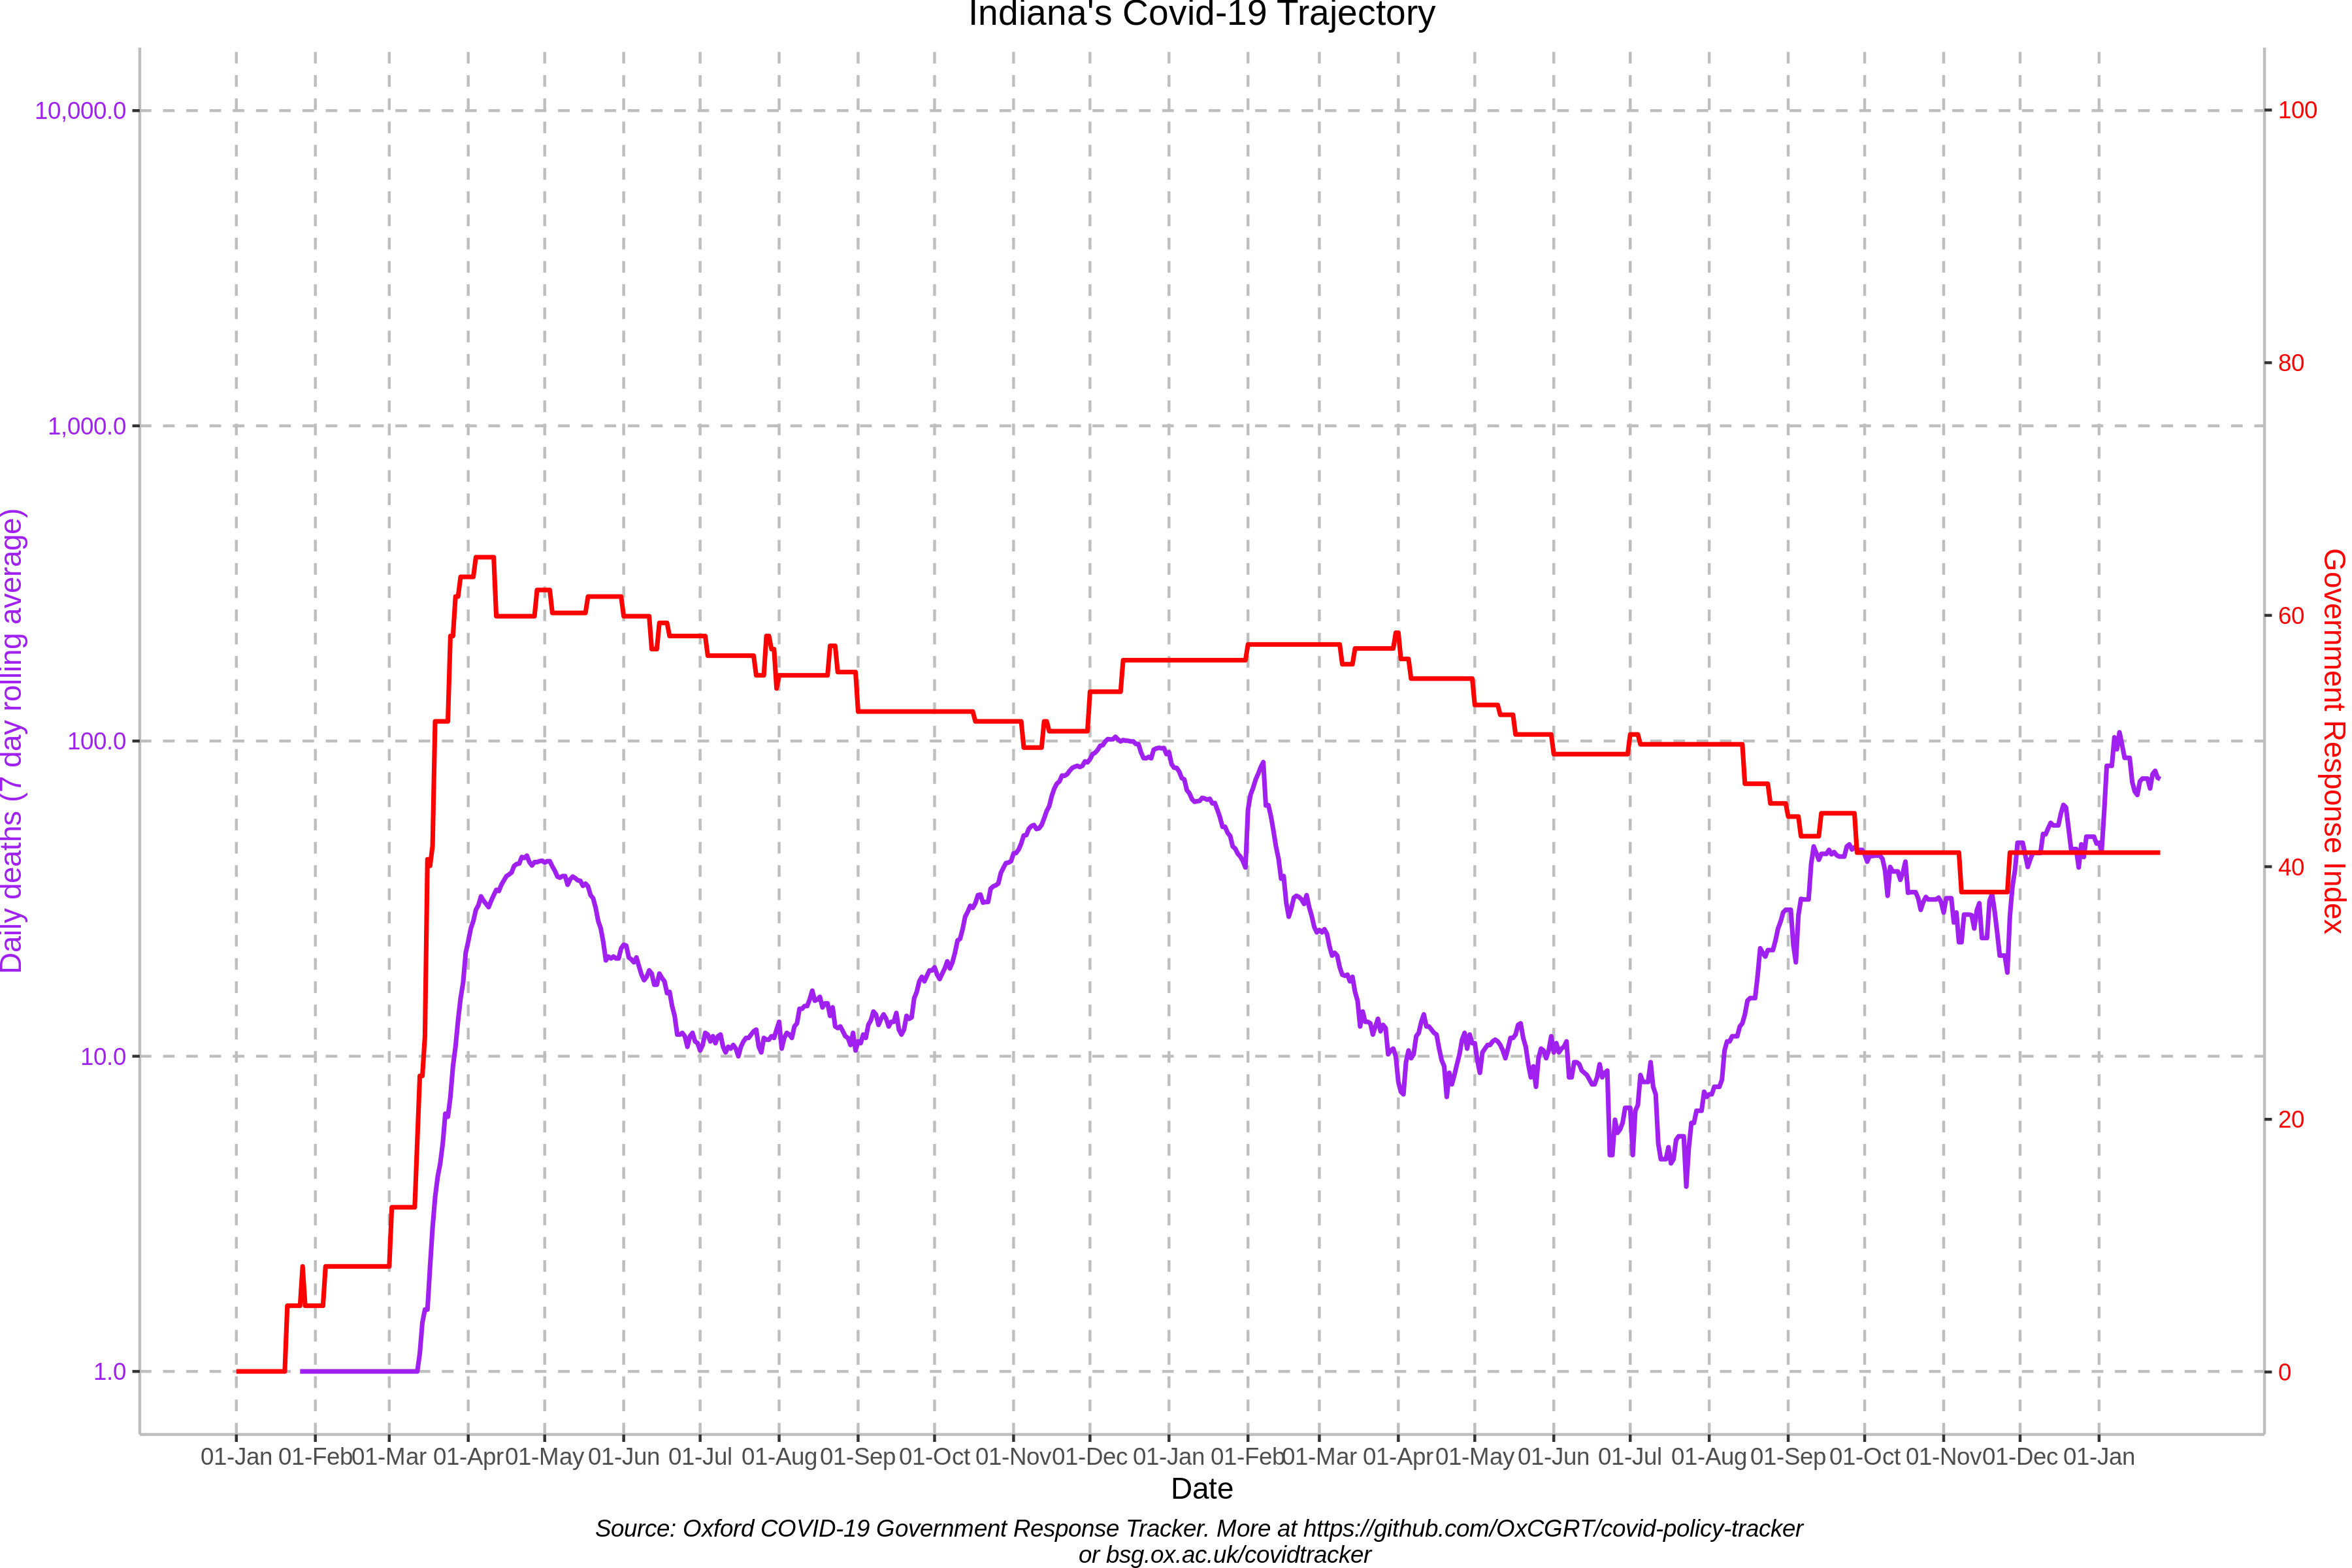 Indiana's Covid-19 Trajectory
10,000.0
1,000.0
100.0
10.0
1.0
Daily deaths (7 day rolling average)
100
80
60
40
20
0
Government Response Index
01-Jan 01-Feb 01-Mar 01-Apr 01-May 01-Jun 01-Jul 01-Aug 01-Sep 01-Oct 01-Nov 01-Dec 01-Jan 01-Feb 01-Mar 01-Apr 01-May 01-Jun 01-Jul 01-Aug 01-Sep 01-Oct 01-Nov 01-Dec 01-Jan
Date
Source: Oxford COVID-19 Government Response Tracker. More at https://github.com/OxCGRT/covid-policy-tracker
or bsg.ox.ac.uk/covidtracker